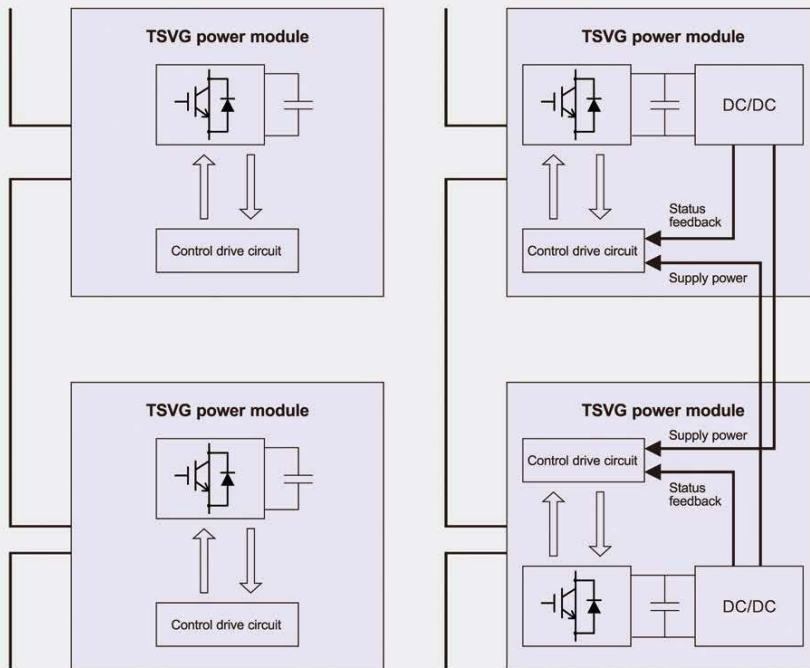 TSVG power module
Control drive circuit
TSVG power module
DC/DC
Status
feedback
Control drive circuit
Supply power
TSVG power module
Control drive circuit
TSVG power module
Supply power
Control drive circuit
Status
feedback
DC/DC